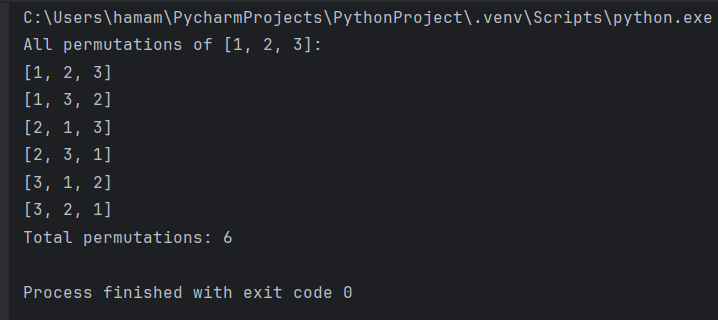 C:\Users\hamam\PycharmProjects\PythonProject\.venv\Scripts\python.exe
All permutations of [1, 2, 3]:
[1, 2, 3]
[1, 3, 2]
[2, 1, 3]
[2, 3, 1]
[3, 1, 2]
[3, 2, 1]
Total permutations: 6
Process finished with exit code 0